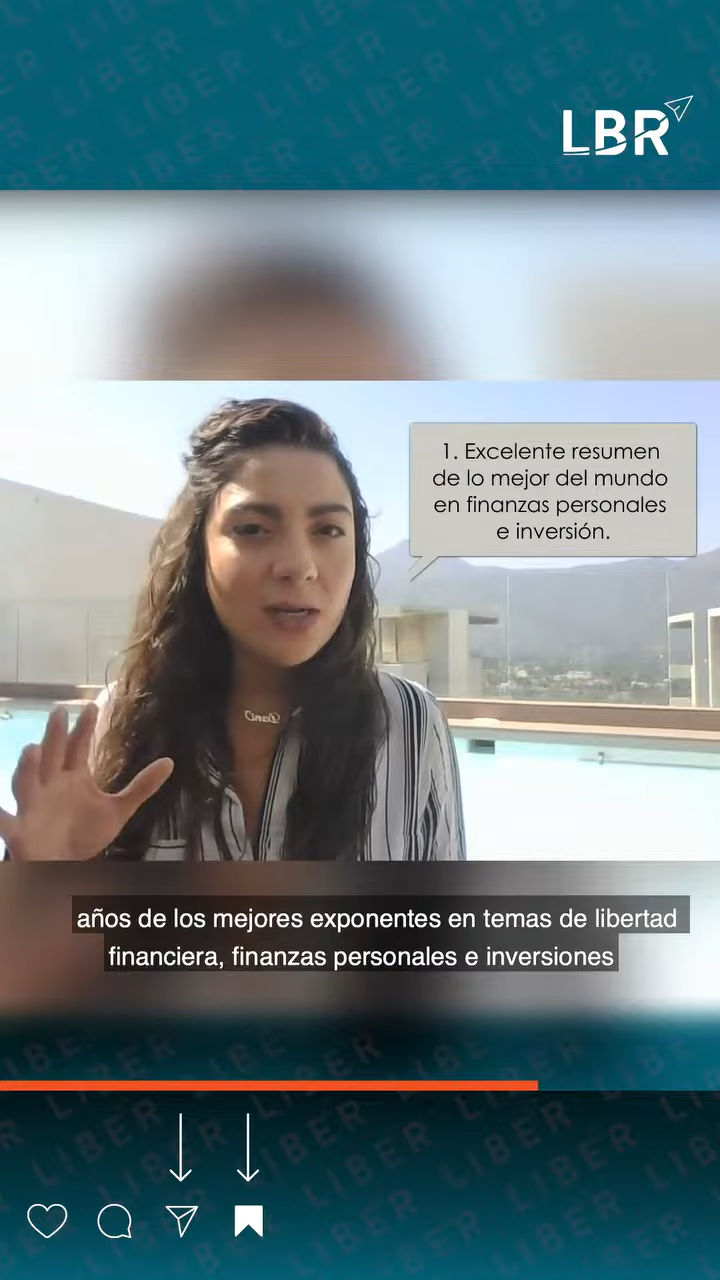 LBR
1. Excelente resumen
de lo mejor del mundo
en finanzas personales
e inversión.
años de los mejores exponentes en temas de libertad
financiera, finanzas personales e inversiones